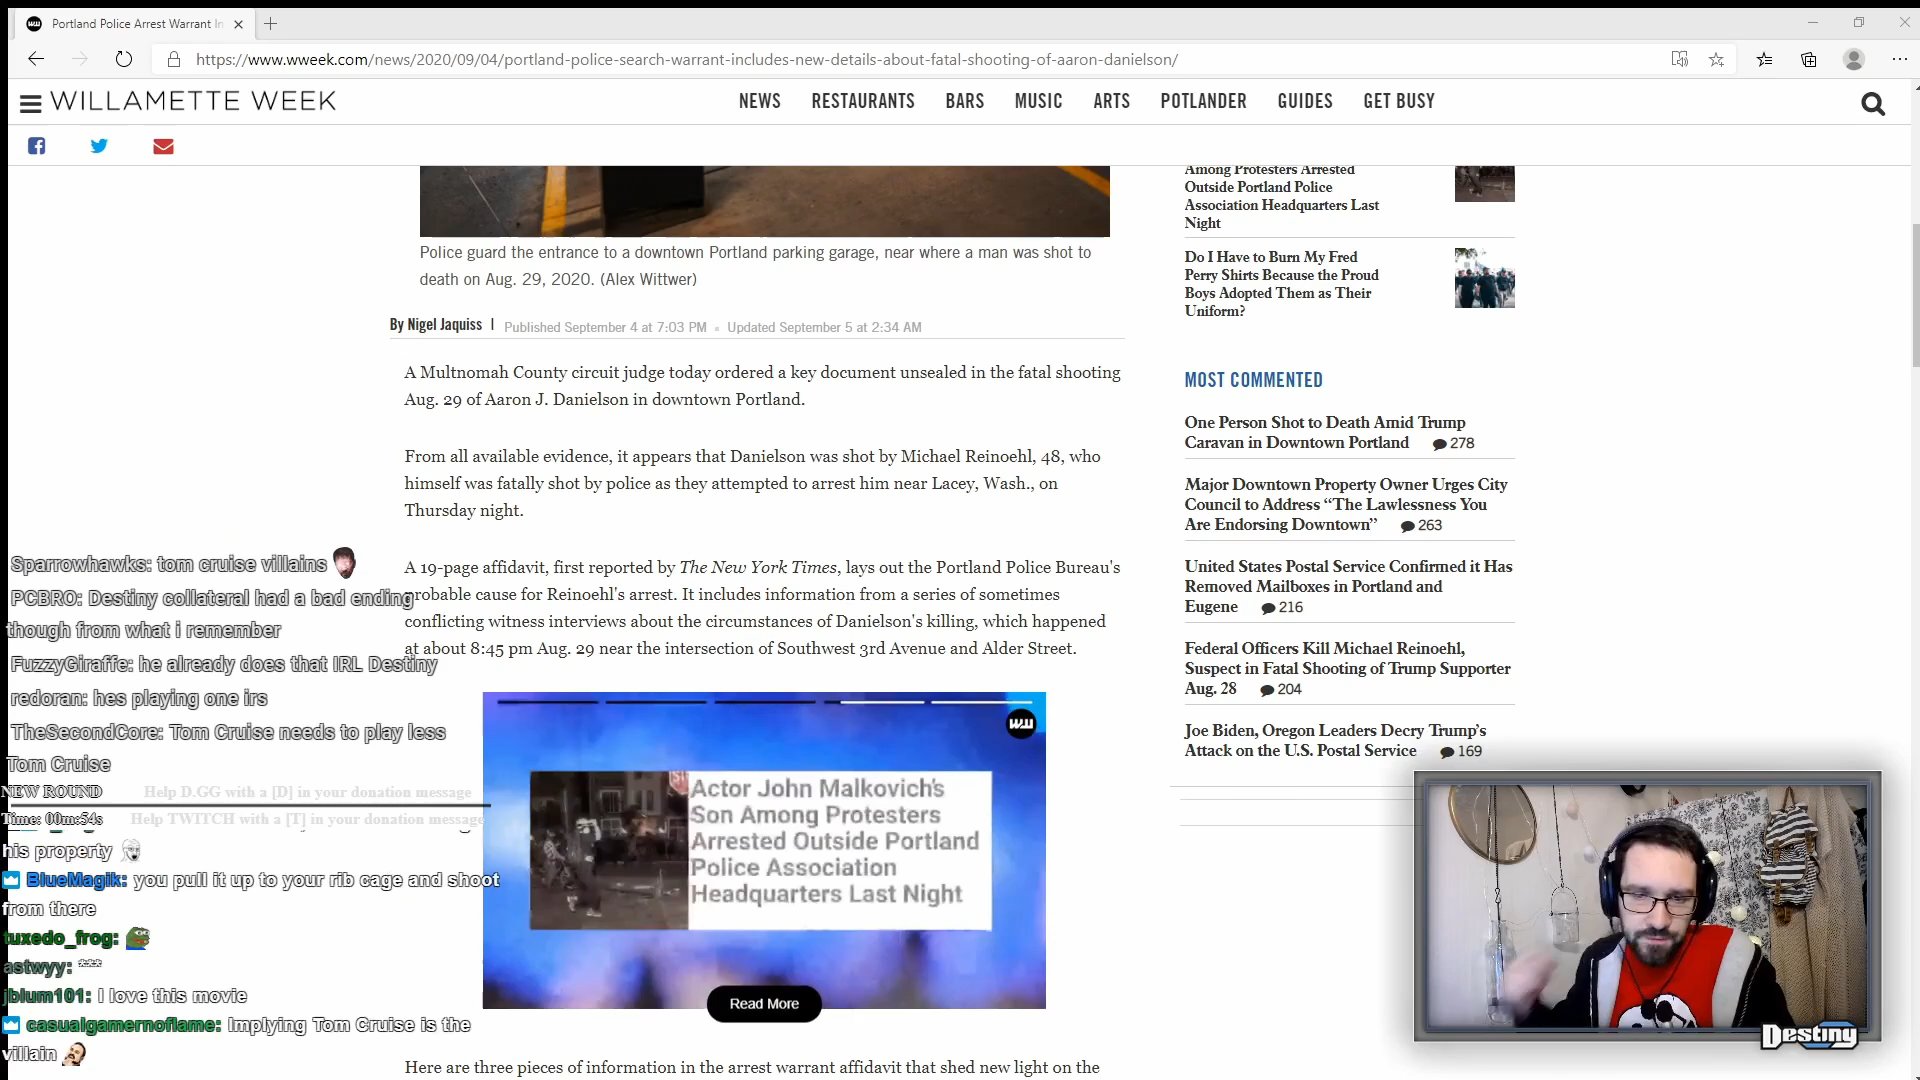 Portland Police Arrest Warrant In
https://www.wweek.com/news/2020/09/04/portland-police-search-warrant-includes-new-details-about-fatal-shooting-of-aaron-danielson/
WILLAMETTE WEEK
NEWS RESTAURANTS BARS MUSIC ARTS POTLANDER GUIDES GET BUSY
Police guard the entrance to a downtown Portland parking garage, near where a man was shot to
death on Aug. 29, 2020. (Alex Wittwer)
By Nigel Jaquiss | Published September 4 at 7:03 PM Updated September 5 at 2:34 AM
A Multnomah County circuit judge today ordered a key document unsealed in the fatal shooting
Aug. 29 of Aaron J. Danielson in downtown Portland.
From all available evidence, it appears that Danielson was shot by Michael Reinoehl, 48, who
himself was fatally shot by police as they attempted to arrest him near Lacey, Wash., on
Thursday night.
A 19-page affidavit, first reported by The New York Times, lays out the Portland Police Bureau's
probable cause for Reinoehl's arrest. It includes information from a series of sometimes
conflicting witness interviews about the circumstances of Danielson's killing, which happened
at about 8:45 pm Aug. 29 near the intersection of Southwest 3rd Avenue and Alder Street.
WW
Actor John Malkovich's
Son Among Protesters
Arrested Outside Portland
Police Association
Headquarters Last Night
Read More
Here are three pieces of information in the arrest warrant affidavit that shed new light on the
Among Protesters Arrested
Outside Portland Police
Association Headquarters Last
Night
Do I Have to Burn My Fred
Perry Shirts Because the Proud
Boys Adopted Them as Their
Uniform?
MOST COMMENTED
One Person Shot to Death Amid Trump
Caravan in Downtown Portland 278
Major Downtown Property Owner Urges City
Council to Address “The Lawlessness You
Are Endorsing Downtown” 263
United States Postal Service Confirmed it Has
Removed Mailboxes in Portland and
Eugene 216
Federal Officers Kill Michael Reinoehl,
Suspect in Fatal Shooting of Trump Supporter
Aug. 28 204
Joe Biden, Oregon Leaders Decry Trump’s
Attack on the U.S. Postal Service 169
Sparrowhawks: tom cruise villains
PCBRO: Destiny collateral had a bad ending
though from what i remember
FuzzyGiraffe: he already does that IRL Destiny
redoran: hes playing one irs
TheSecondCore: Tom Cruise needs to play less
Tom Cruise
NEW ROUND Help D.GG with a [D] in your donation message
Time: 00m:54s Help TWITCH with a [T] in your donation message
his property
BlueMagik: you pull it up to your rib cage and shoot
from there
tuxedo_frog:
astwyy: ***
jblum101: I love this movie
casualgamernoflame: Implying Tom Cruise is the
villain
Destiny